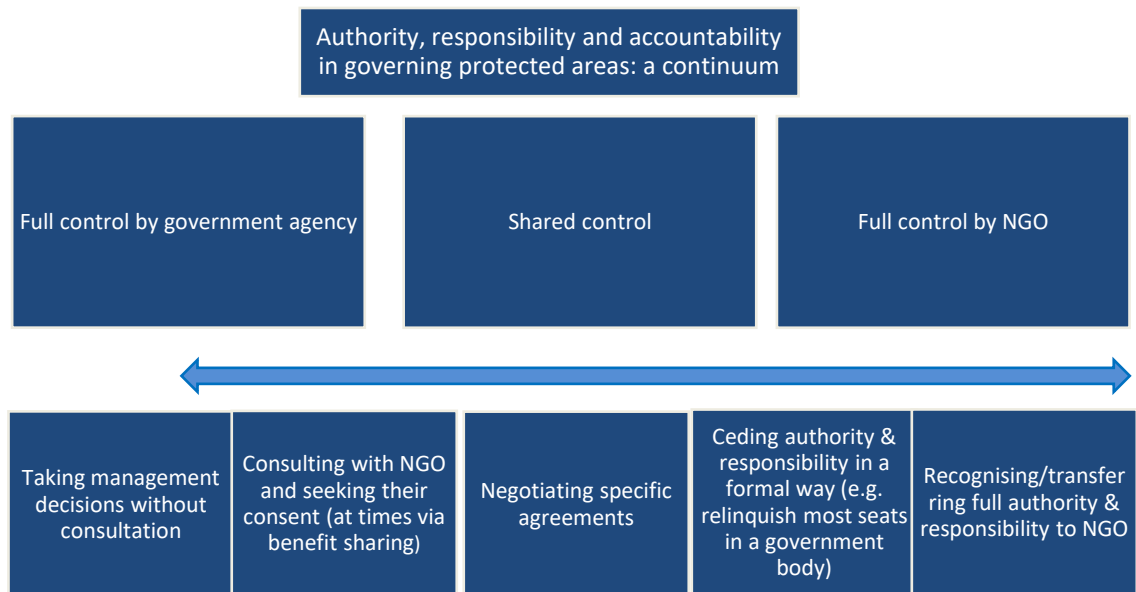 Authority, responsibility and accountability
in governing protected areas: a continuum
Full control by government agency
Shared control
Full control by NGO
Taking management
decisions without
consultation
Consulting with NGO
and seeking their
consent (at times via
benefit sharing)
Negotiating specific
agreements
Ceding authority &
responsibility in a
formal way (e.g.
relinquish most seats
in a government
body)
Recognising/transfer
ring full authority &
responsibility to NGO